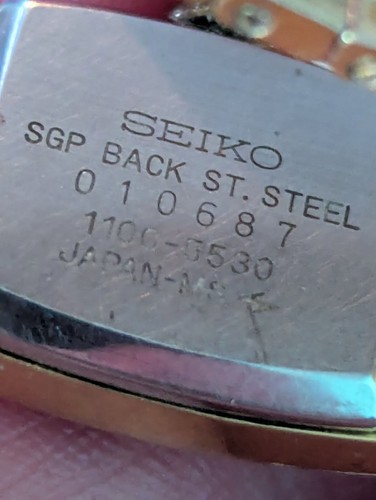 SEIKO
SGP BACK ST. STEEL
010687
JAPAN